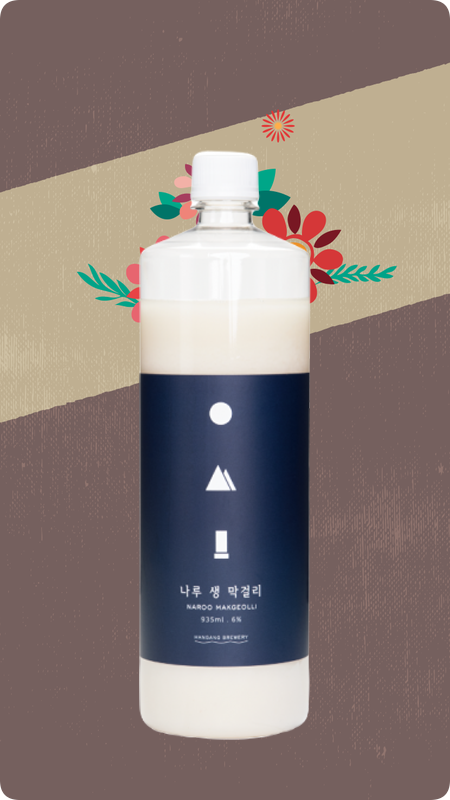 나루 생 막걸리
NAROO MAKGEOLLI
935ml . 6%
HANGANG BREWERY